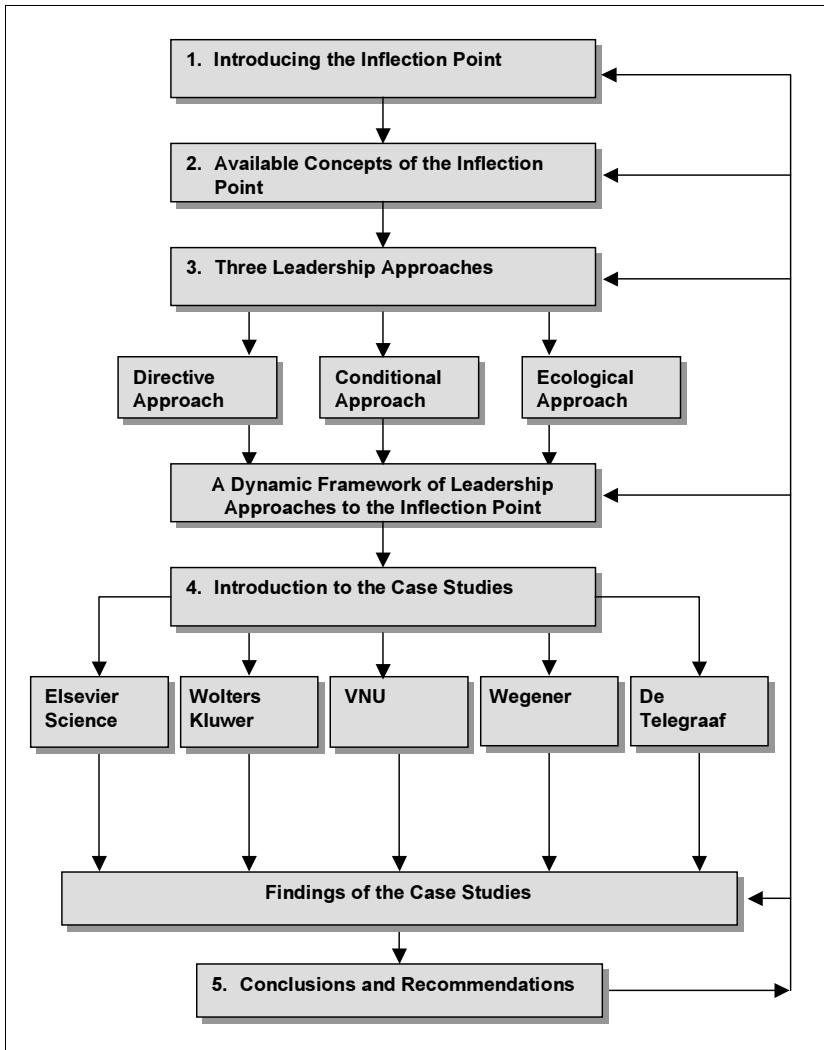 1. Introducing the Inflection Point
2. Available Concepts of the Inflection
Point
3. Three Leadership Approaches
Directive
Approach
Conditional
Approach
Ecological
Approach
A Dynamic Framework of Leadership
Approaches to the Inflection Point
4. Introduction to the Case Studies
Elsevier
Science
Wolters
Kluwer
VNU
Wegener
De
Telegraaf
Findings of the Case Studies
5. Conclusions and Recommendations